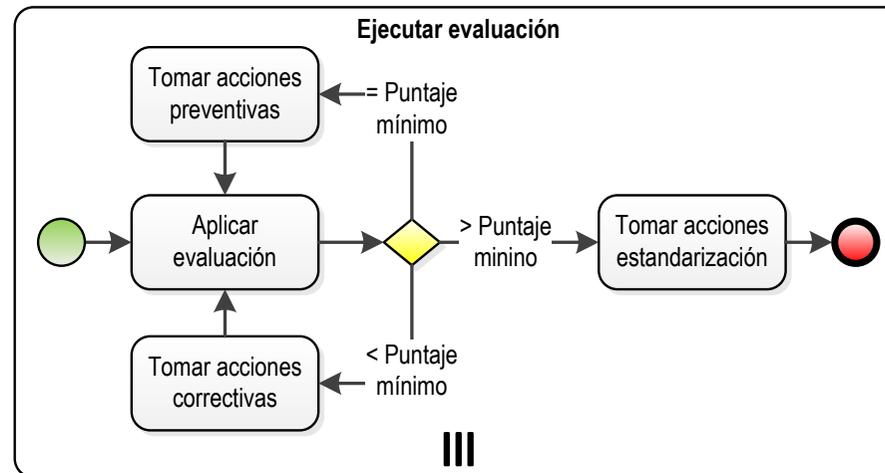 Ejecutar evaluación
Tomar acciones
preventivas
= Puntaje
mínimo
Aplicar
evaluación
> Puntaje
minino
Tomar acciones
estandarización
Tomar acciones
correctivas
< Puntaje
mínimo